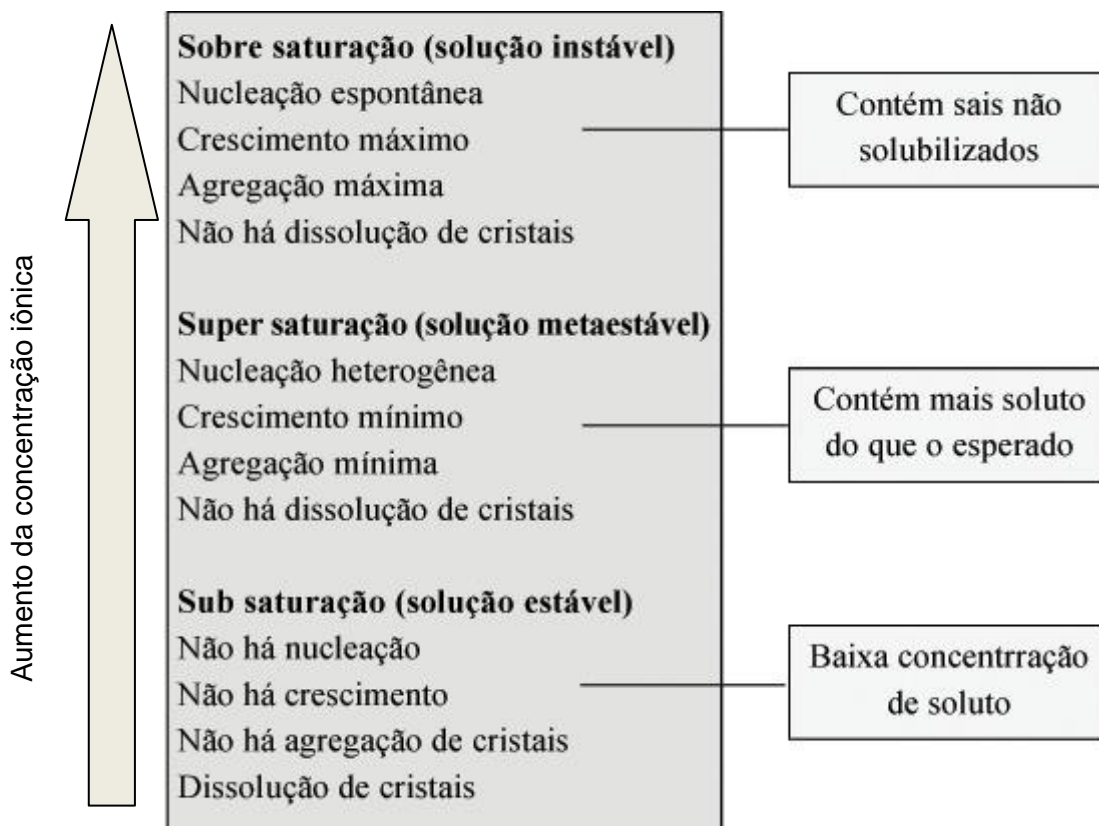 Aumento da concentração iônica
Sobre saturação (solução instável)
Nucleação espontânea
Crescimento máximo
Agregação máxima
Não há dissolução de cristais
Contém sais não
solubilizados
Super saturação (solução metaestável)
Nucleação heterogênea
Crescimento mínimo
Agregação mínima
Não há dissolução de cristais
Contém mais soluto
do que o esperado
Sub saturação (solução estável)
Não há nucleação
Não há crescimento
Não há agregação de cristais
Dissolução de cristais
Baixa concentrração
de soluto